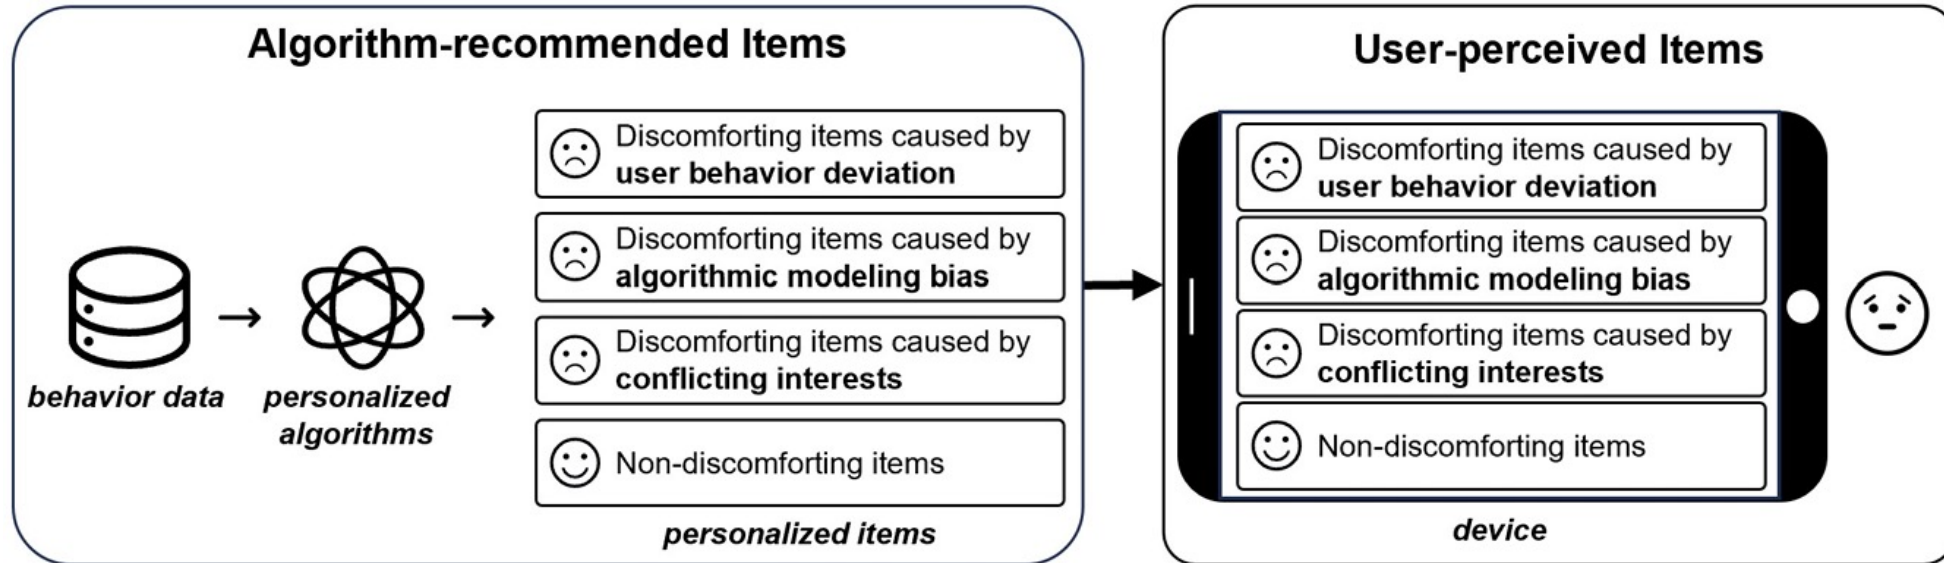 Algorithm-recommended Items
Discomforting items caused by
user behavior deviation
Discomforting items caused by
algorithmic modeling bias
Discomforting items caused by
conflicting interests
Non-discomforting items
behavior data
personalized
algorithms
personalized items
User-perceived Items
Discomforting items caused by
user behavior deviation
Discomforting items caused by
algorithmic modeling bias
Discomforting items caused by
conflicting interests
Non-discomforting items
device